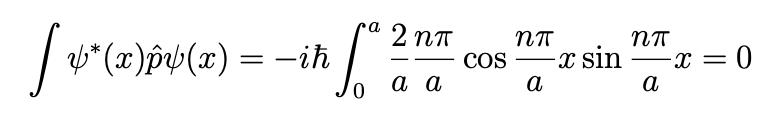 ∫ ψ*(x)p̂ψ(x) = −iħ ∫₀ᵃ (2/a) (nπ/a) cos (nπ/a)x sin (nπ/a)x = 0